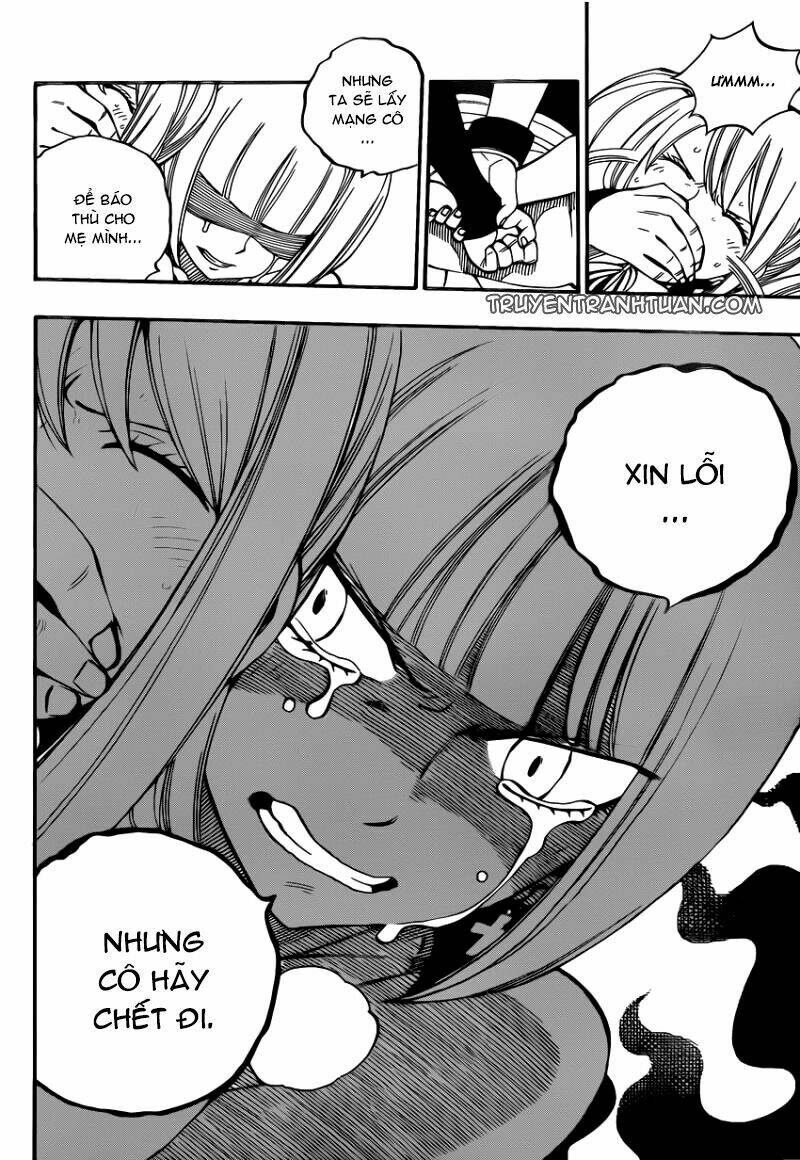 ƯMMM...
NHƯNG
TA SẼ LẤY
MẠNG CÔ
...
ĐỂ BÁO
THÙ CHO
MẸ MÌNH...
TRUYENTRANHTUAN.COM
XIN LỖI
...
NHƯNG
CÔ HÃY
CHẾT ĐI.